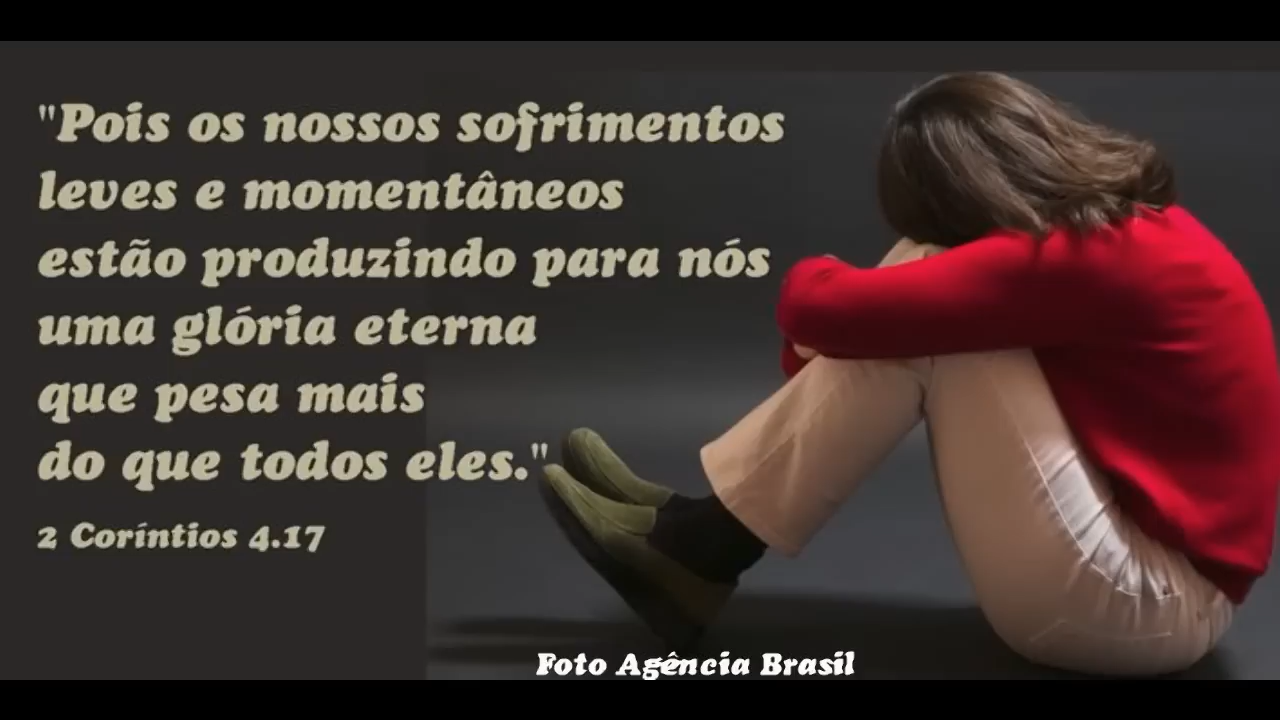 "Pois os nossos sofrimentos
leves e momentâneos
estão produzindo para nós
uma glória eterna
que pesa mais
do que todos eles."
2 Coríntios 4.17
Foto Agência Brasil